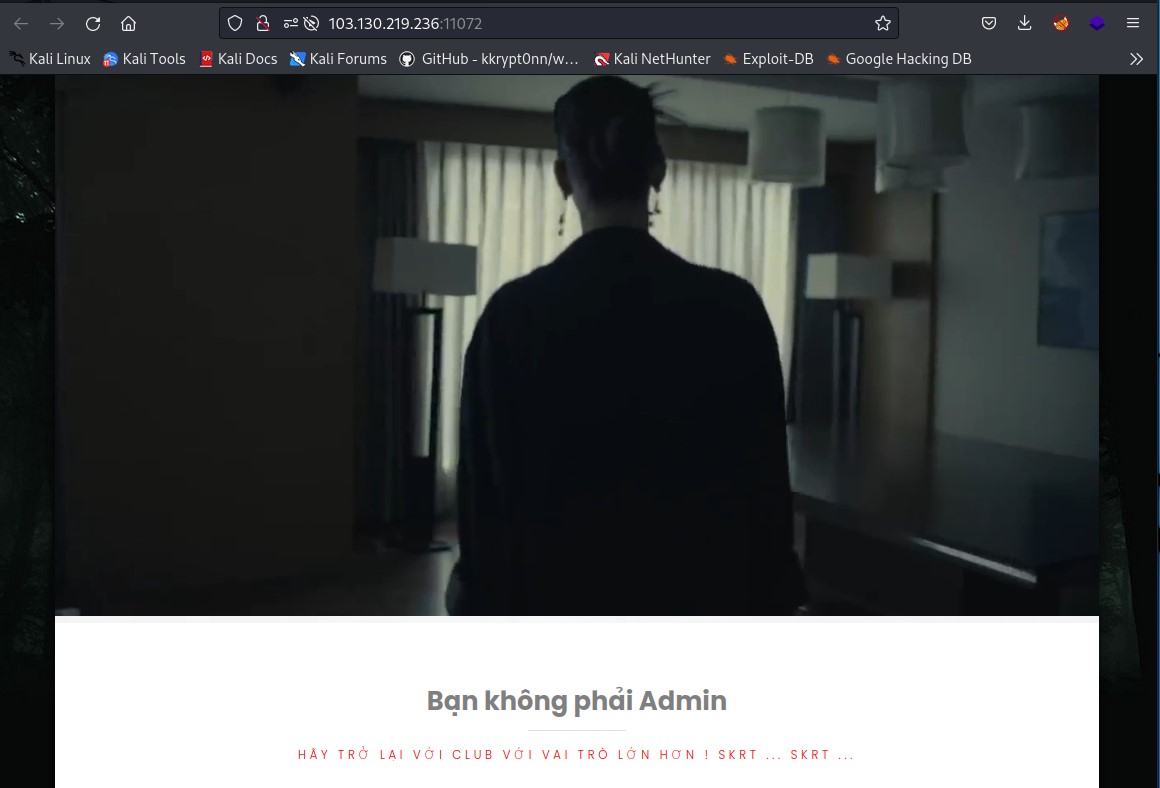 103.130.219.236:11072
Kali Linux Kali Tools Kali Docs Kali Forums GitHub - kkrypt0nn/w... Kali NetHunter Exploit-DB Google Hacking DB
Bạn không phải Admin
HÃY TRỞ LẠI VỚI CLUB VỚI VAI TRÒ LỚN HƠN ! SKRT ... SKRT ...